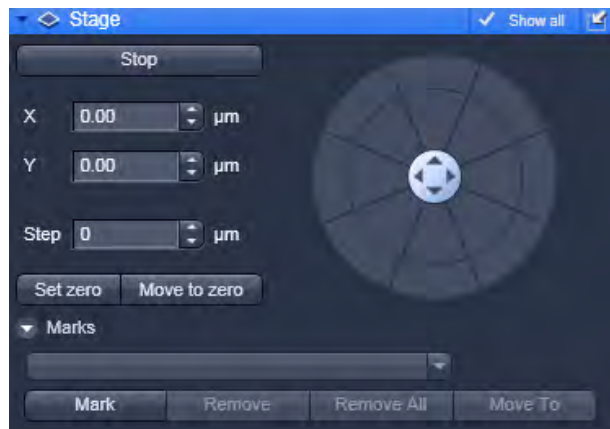 Stage
Show all
Stop
X 0.00 µm
Y 0.00 µm
Step 0 µm
Set zero Move to zero
Marks
Mark Remove Remove All Move To